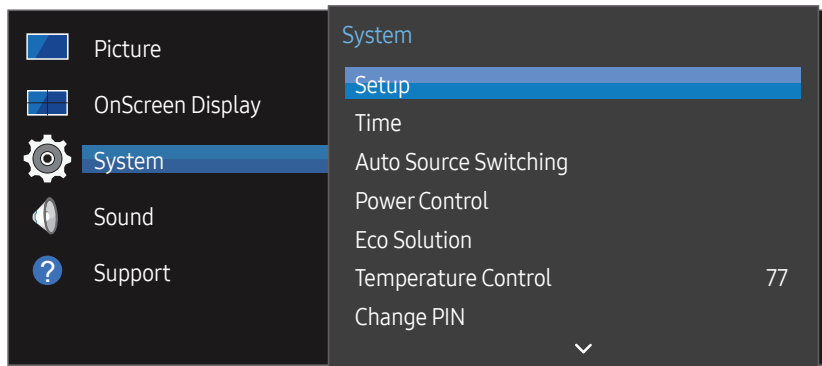 Picture
OnScreen Display
System
Sound
? Support
System
Setup
Time
Auto Source Switching
Power Control
Eco Solution
Temperature Control 77
Change PIN